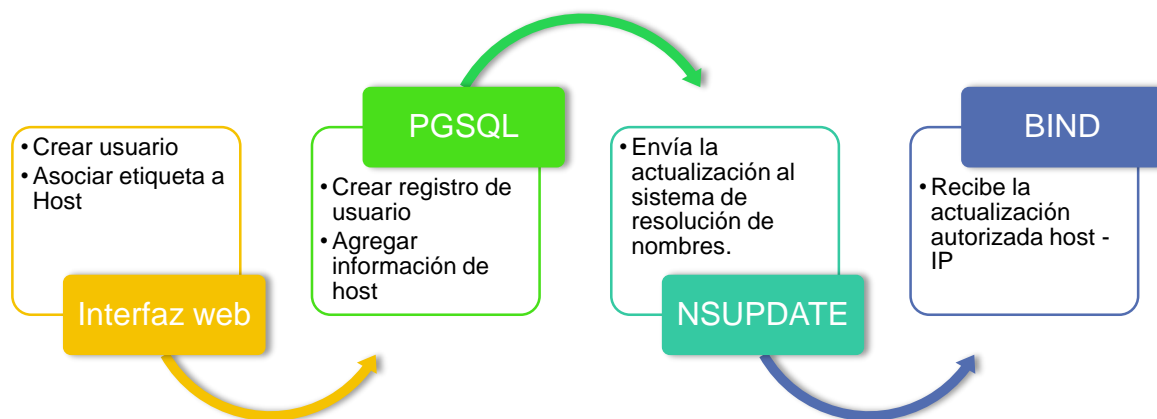 • Crear usuario
• Asociar etiqueta a
Host
Interfaz web
PGSQL
• Crear registro de
usuario
• Agregar
información de
host
• Envía la
actualización al
sistema de
resolución de
nombres.
NSUPDATE
BIND
• Recibe la
actualización
autorizada host -
IP